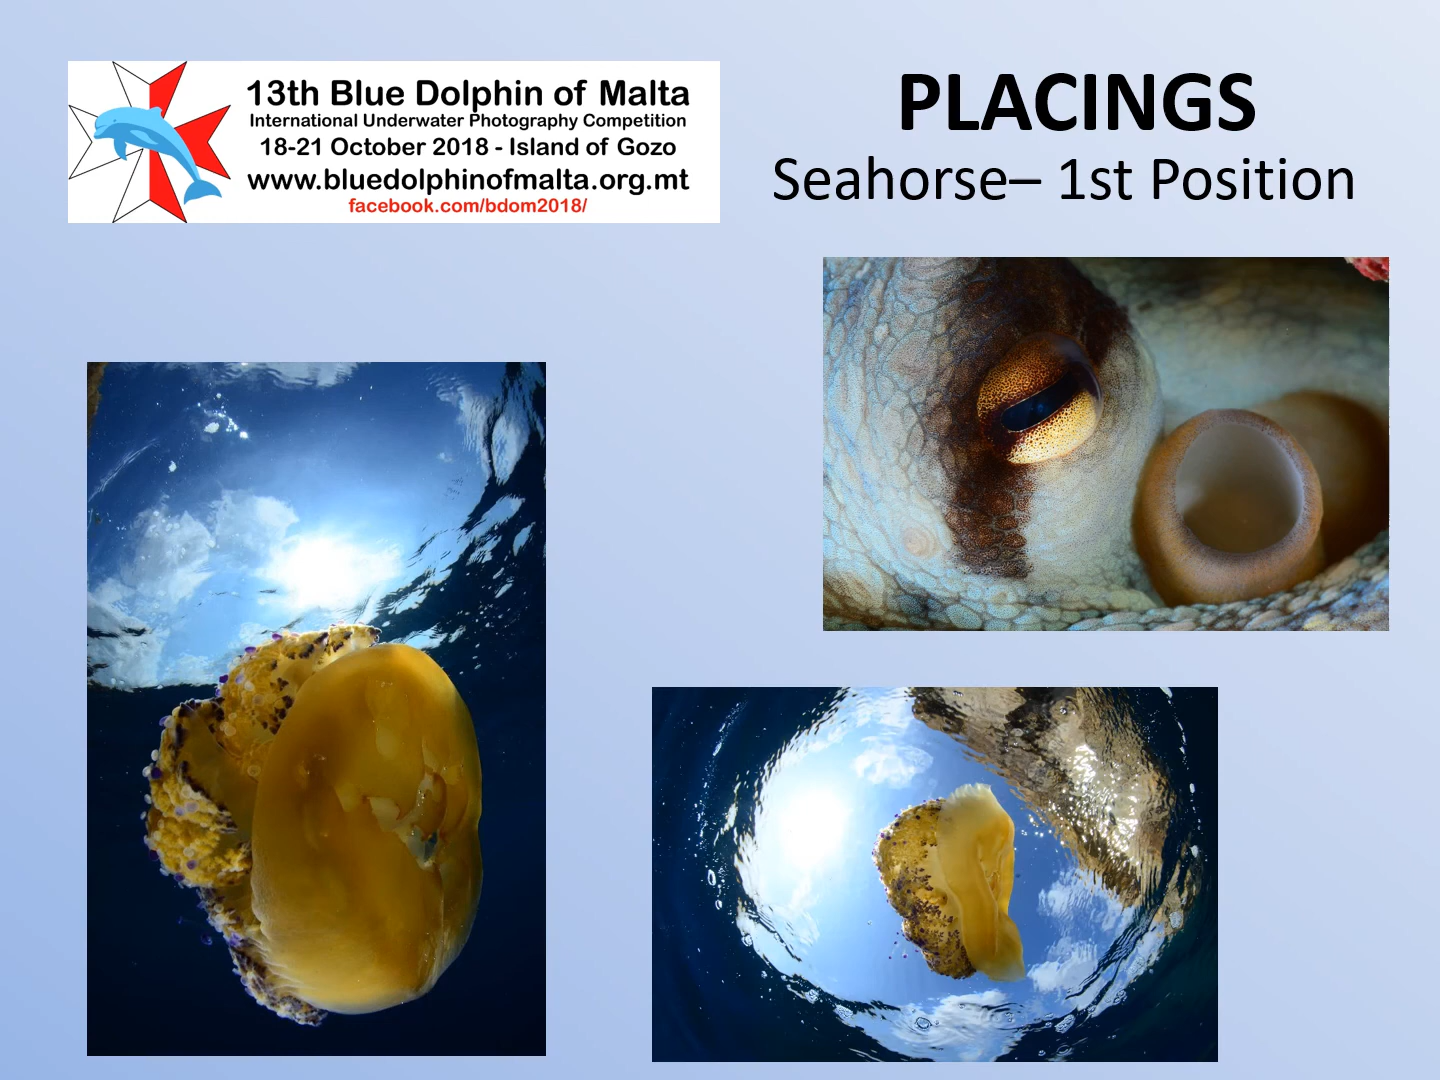 13th Blue Dolphin of Malta
International Underwater Photography Competition
18-21 October 2018 - Island of Gozo
www.bluedolphinofmalta.org.mt
facebook.com/bdom2018/
PLACINGS
Seahorse– 1st Position